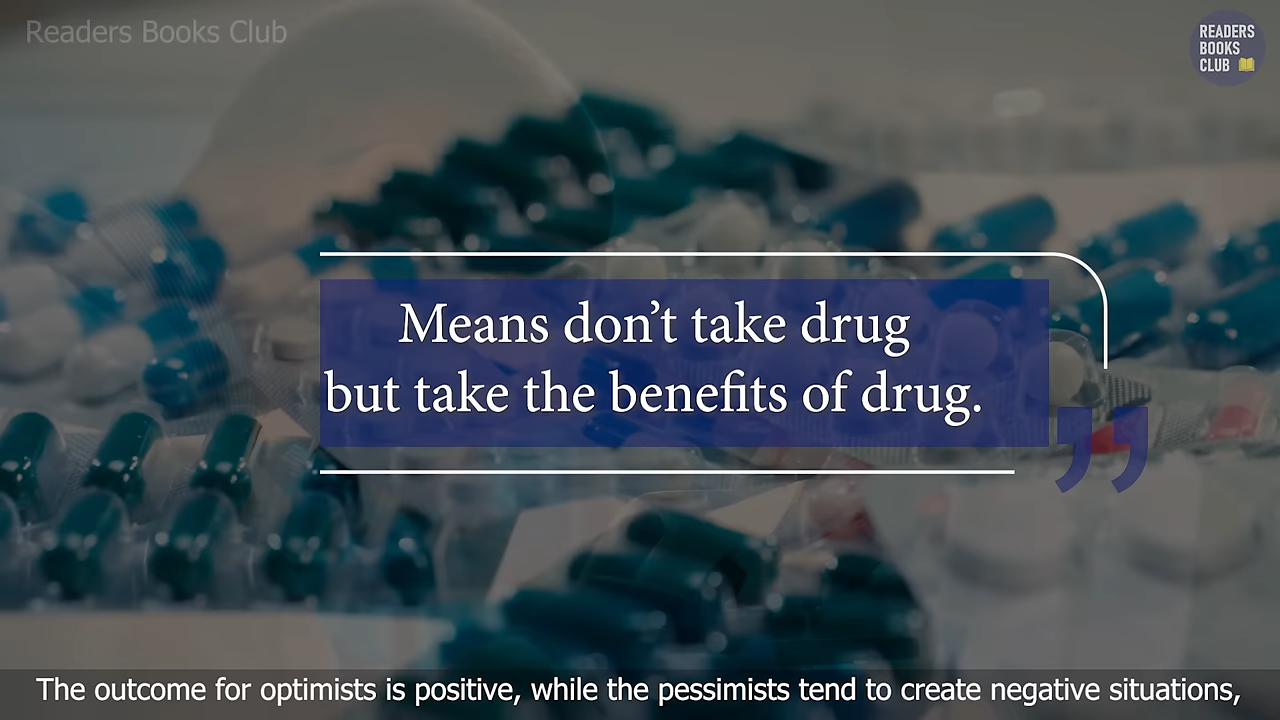 Readers Books Club
READERS
BOOKS
CLUB
Means don’t take drug
but take the benefits of drug.
The outcome for optimists is positive, while the pessimists tend to create negative situations,